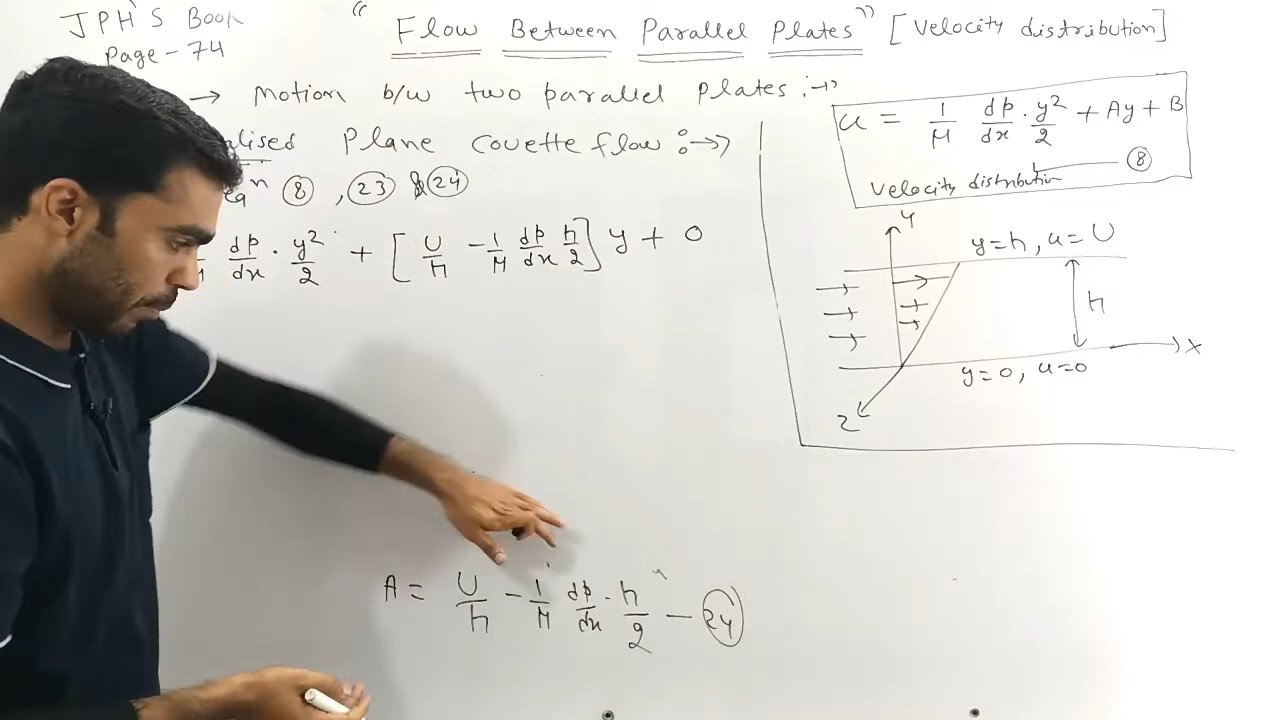 JPH'S Book
Page - 74
" Flow Between Parallel Plates" [Velocity distribution]
→ Motion b/w two parallel Plates :→
alised Plane Couette flow :→
eqn (8), (23) & (24)
dp/dx · y²/2 + [U/h - 1/μ dp/dx h/2] y + 0
u = 1/μ dp/dx · y²/2 + Ay + B
(8)
Velocity distribution
y
y=h, u=U
h
x
y=0, u=0
z
A = U/h - 1/μ dp/dx · h/2 — (24)